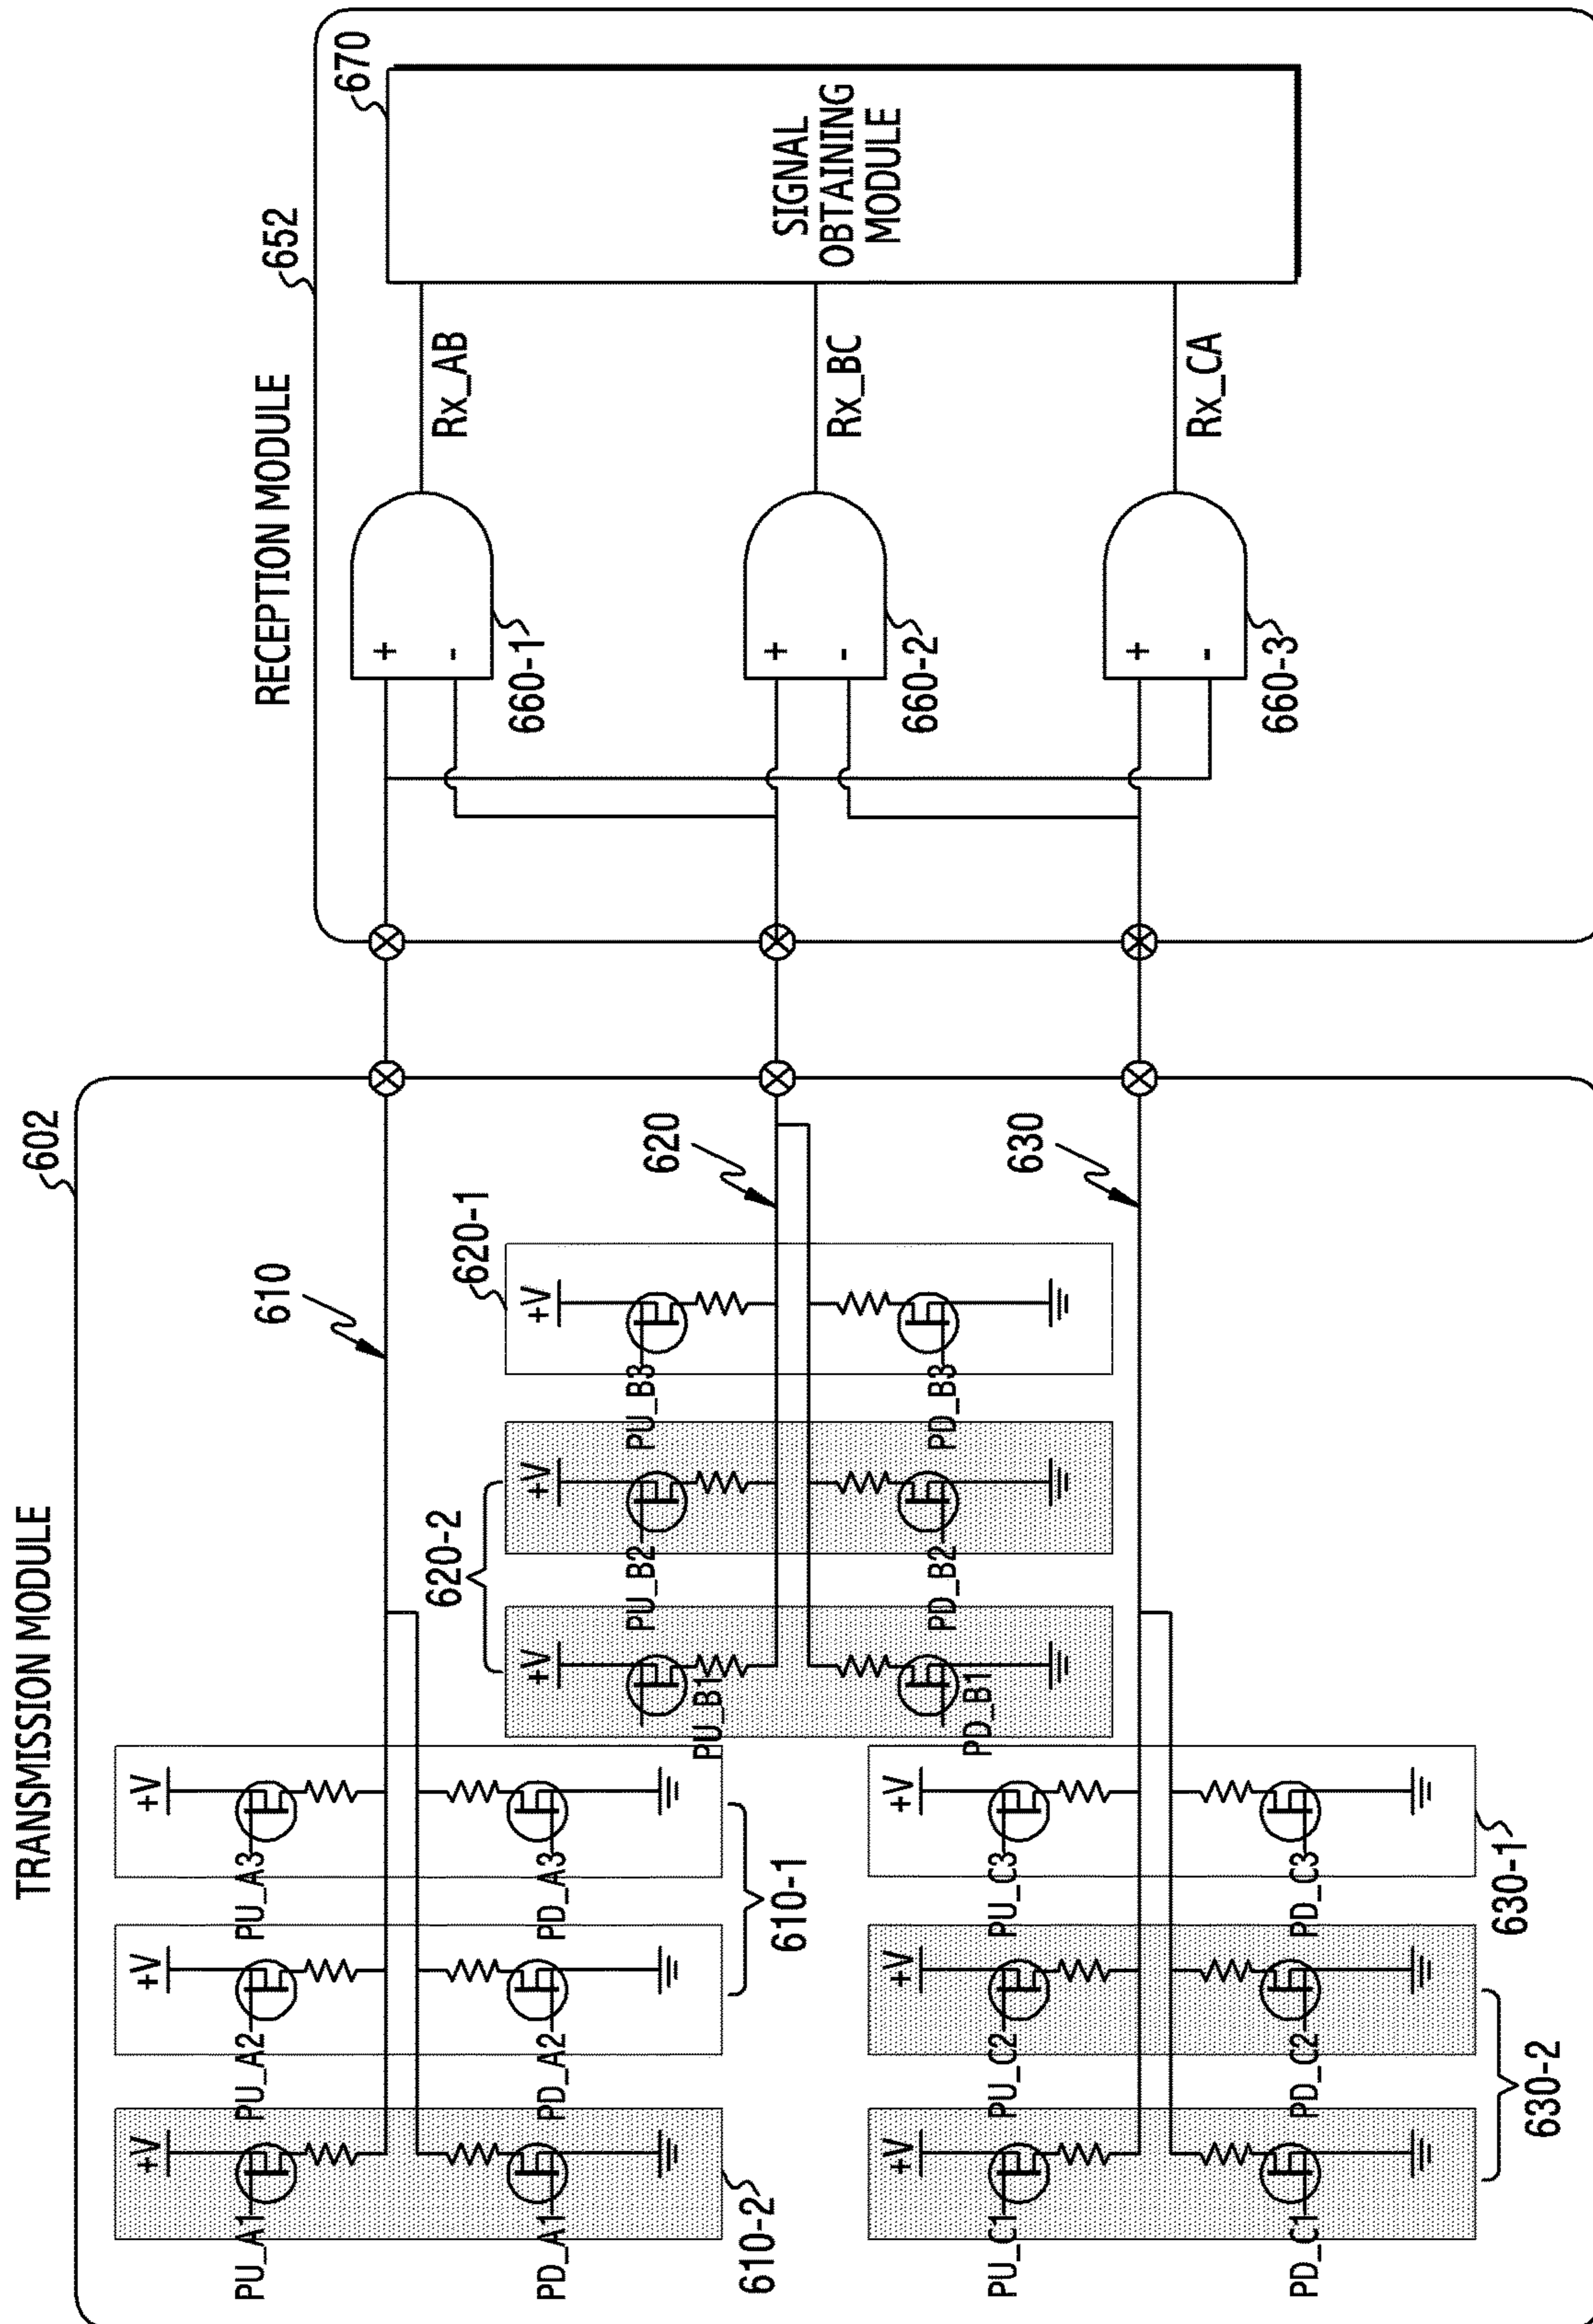 TRANSMISSION MODULE
602
610
+V
+V
+V
PU_A1
PU_A2
PU_A3
PD_A1
PD_A2
PD_A3
610-2
610-1
620-2
620-1
620
+V
+V
+V
PU_B1
PU_B2
PU_B3
PD_B1
PD_B2
PD_B3
630
+V
+V
+V
PU_C1
PU_C2
PU_C3
PD_C1
PD_C2
PD_C3
630-2
630-1
RECEPTION MODULE
652
+
-
660-1
Rx_AB
+
-
660-2
Rx_BC
+
-
660-3
Rx_CA
670
SIGNAL
OBTAINING
MODULE